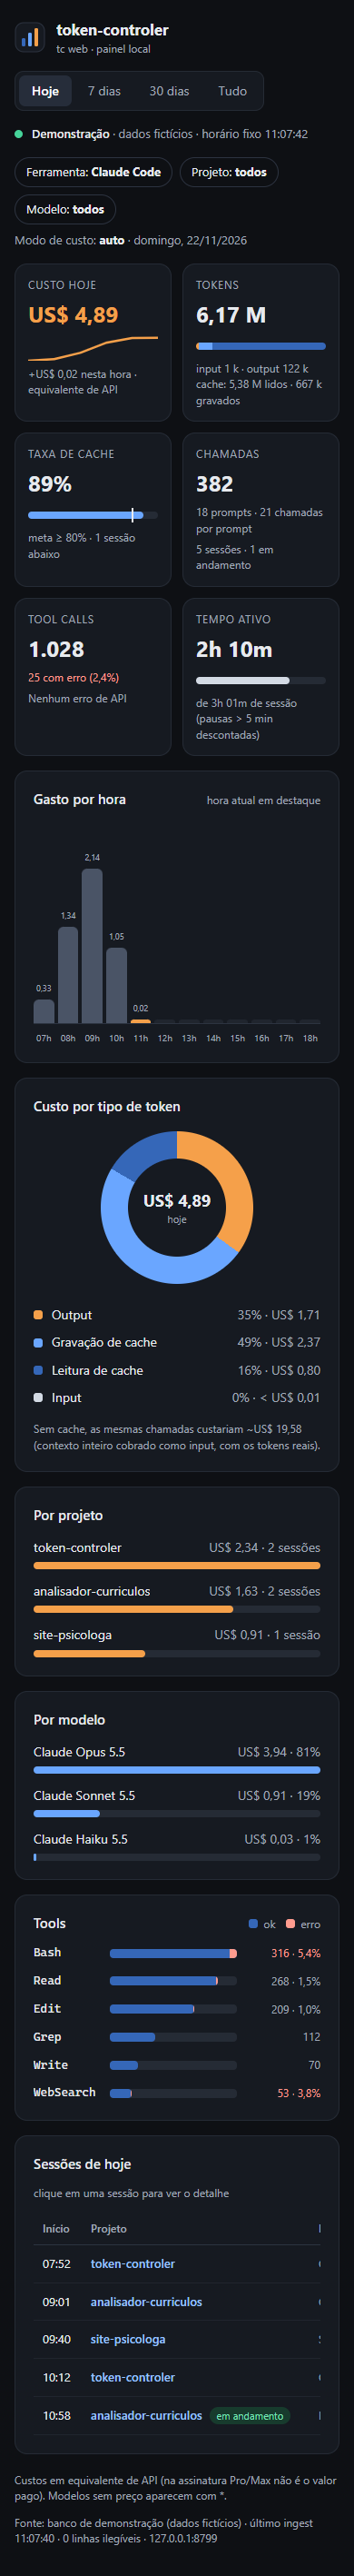 token-controler
tc web · painel local
Hoje 7 dias 30 dias Tudo
Demonstração · dados fictícios · horário fixo 11:07:42
Ferramenta: Claude Code Projeto: todos
Modelo: todos
Modo de custo: auto · domingo, 22/11/2026
CUSTO HOJE
US$ 4,89
+US$ 0,02 nesta hora ·
equivalente de API
TOKENS
6,17 M
input 1 k · output 122 k
cache: 5,38 M lidos · 667 k
gravados
TAXA DE CACHE
89%
meta ≥ 80% · 1 sessão
abaixo
CHAMADAS
382
18 prompts · 21 chamadas
por prompt
5 sessões · 1 em
andamento
TOOL CALLS
1.028
25 com erro (2,4%)
Nenhum erro de API
TEMPO ATIVO
2h 10m
de 3h 01m de sessão
(pausas > 5 min
descontadas)
Gasto por hora hora atual em destaque
2,14
1,34
1,05
0,33
0,02
07h 08h 09h 10h 11h 12h 13h 14h 15h 16h 17h 18h
Custo por tipo de token
US$ 4,89
hoje
Output 35% · US$ 1,71
Gravação de cache 49% · US$ 2,37
Leitura de cache 16% · US$ 0,80
Input 0% · < US$ 0,01
Sem cache, as mesmas chamadas custariam ~US$ 19,58
(contexto inteiro cobrado como input, com os tokens reais).
Por projeto
token-controler US$ 2,34 · 2 sessões
analisador-curriculos US$ 1,63 · 2 sessões
site-psicologa US$ 0,91 · 1 sessão
Por modelo
Claude Opus 5.5 US$ 3,94 · 81%
Claude Sonnet 5.5 US$ 0,91 · 19%
Claude Haiku 5.5 US$ 0,03 · 1%
Tools ok erro
Bash 316 · 5,4%
Read 268 · 1,5%
Edit 209 · 1,0%
Grep 112
Write 70
WebSearch 53 · 3,8%
Sessões de hoje
clique em uma sessão para ver o detalhe
Início Projeto
07:52 token-controler
09:01 analisador-curriculos
09:40 site-psicologa
10:12 token-controler
10:58 analisador-curriculos em andamento
Custos em equivalente de API (na assinatura Pro/Max não é o valor
pago). Modelos sem preço aparecem com *.
Fonte: banco de demonstração (dados fictícios) · último ingest
11:07:40 · 0 linhas ilegíveis · 127.0.0.1:8799